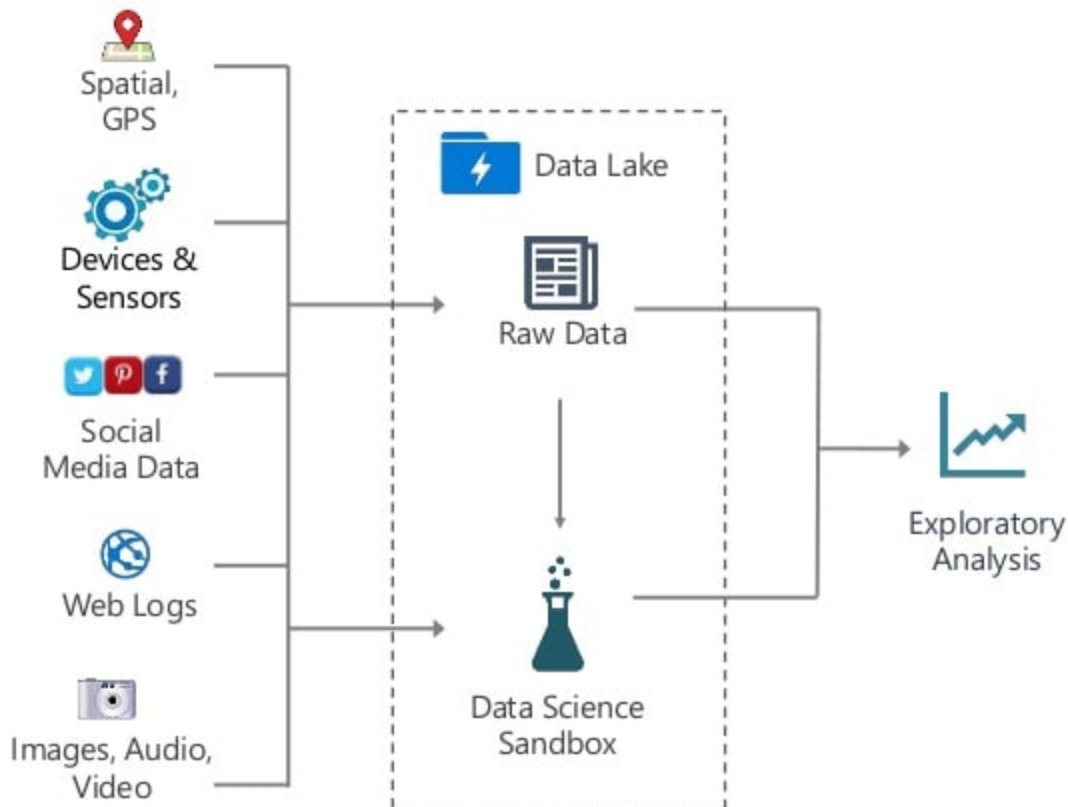 Spatial,
GPS
Devices &
Sensors
Social
Media Data
Web Logs
Images, Audio,
Video
Data Lake
Raw Data
Data Science
Sandbox
Exploratory
Analysis